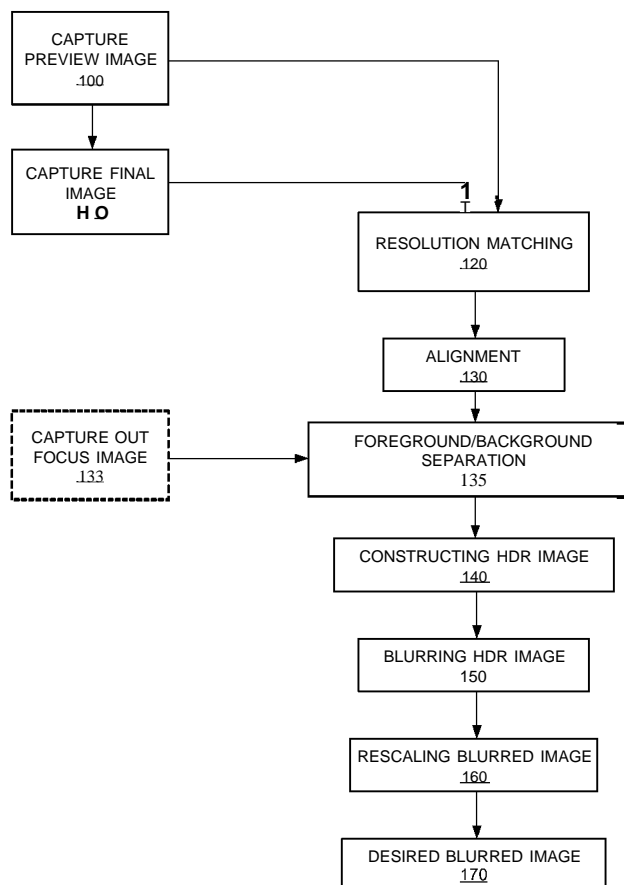 CAPTURE
PREVIEW IMAGE
100
CAPTURE FINAL
IMAGE
H.O
1
RESOLUTION MATCHING
120
ALIGNMENT
130
CAPTURE OUT
FOCUS IMAGE
133
FOREGROUND/BACKGROUND
SEPARATION
135
CONSTRUCTING HDR IMAGE
140
BLURRING HDR IMAGE
150
RESCALING BLURRED IMAGE
160
DESIRED BLURRED IMAGE
170